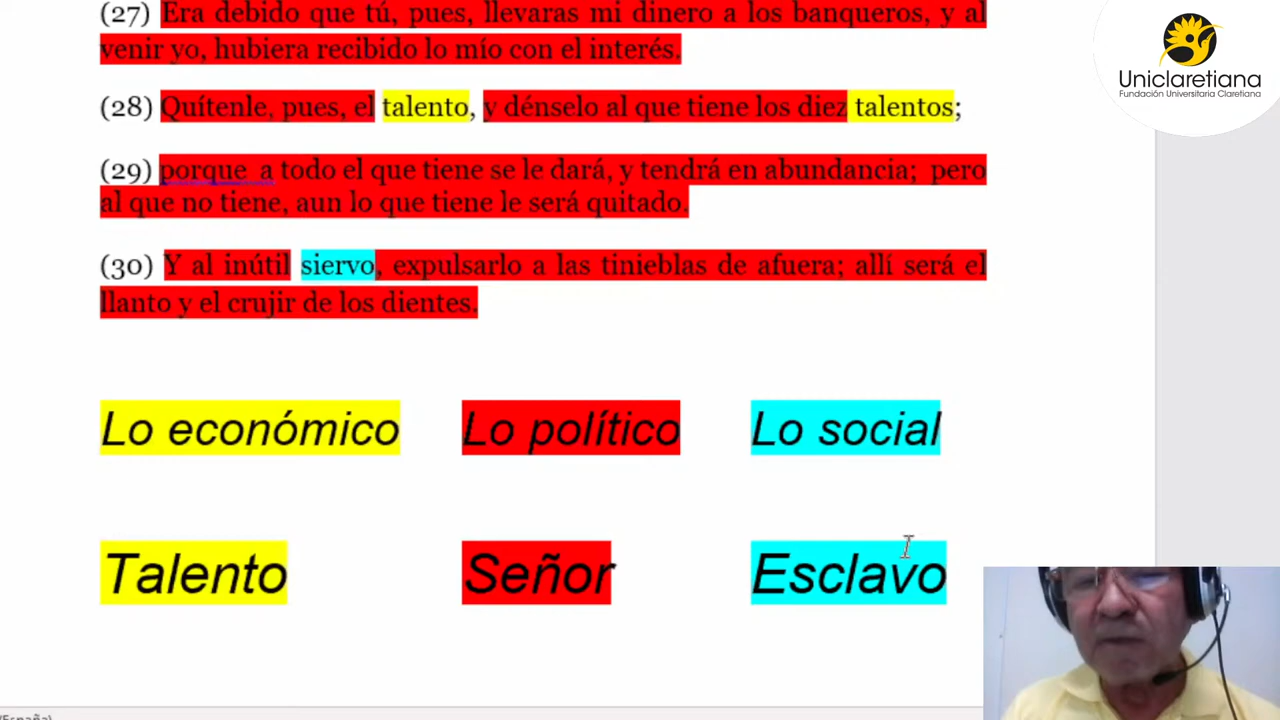 (27) Era debido que tú, pues, llevaras mi dinero a los banqueros, y al
venir yo, hubiera recibido lo mío con el interés.
(28) Quítenle, pues, el talento, y dénselo al que tiene los diez talentos;
(29) porque a todo el que tiene se le dará, y tendrá en abundancia; pero
al que no tiene, aun lo que tiene le será quitado.
(30) Y al inútil siervo, expulsarlo a las tinieblas de afuera; allí será el
llanto y el crujir de los dientes.
Lo económico Lo político Lo social
Talento Señor Esclavo
Uniclaretiana
Fundación Universitaria Claretiana